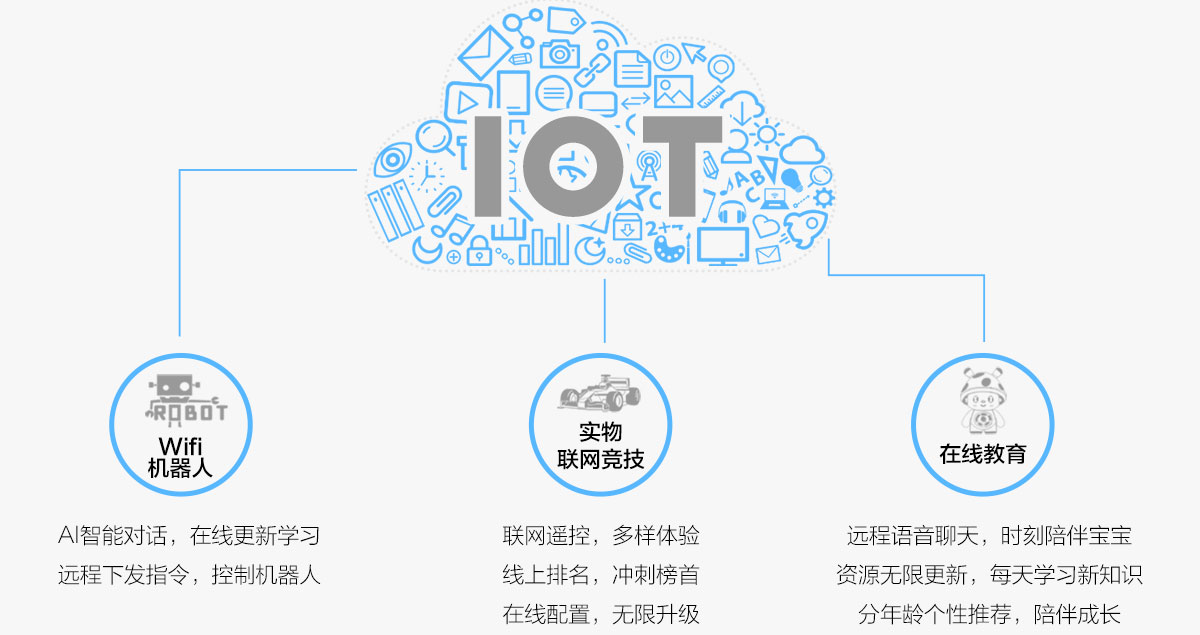 IOT
ABC
2+7
ROBOT
Wifi
机器人
实物
联网竞技
在线教育
AI智能对话，在线更新学习
远程下发指令，控制机器人
联网遥控，多样体验
线上排名，冲刺榜首
在线配置，无限升级
远程语音聊天，时刻陪伴宝宝
资源无限更新，每天学习新知识
分年龄个性推荐，陪伴成长